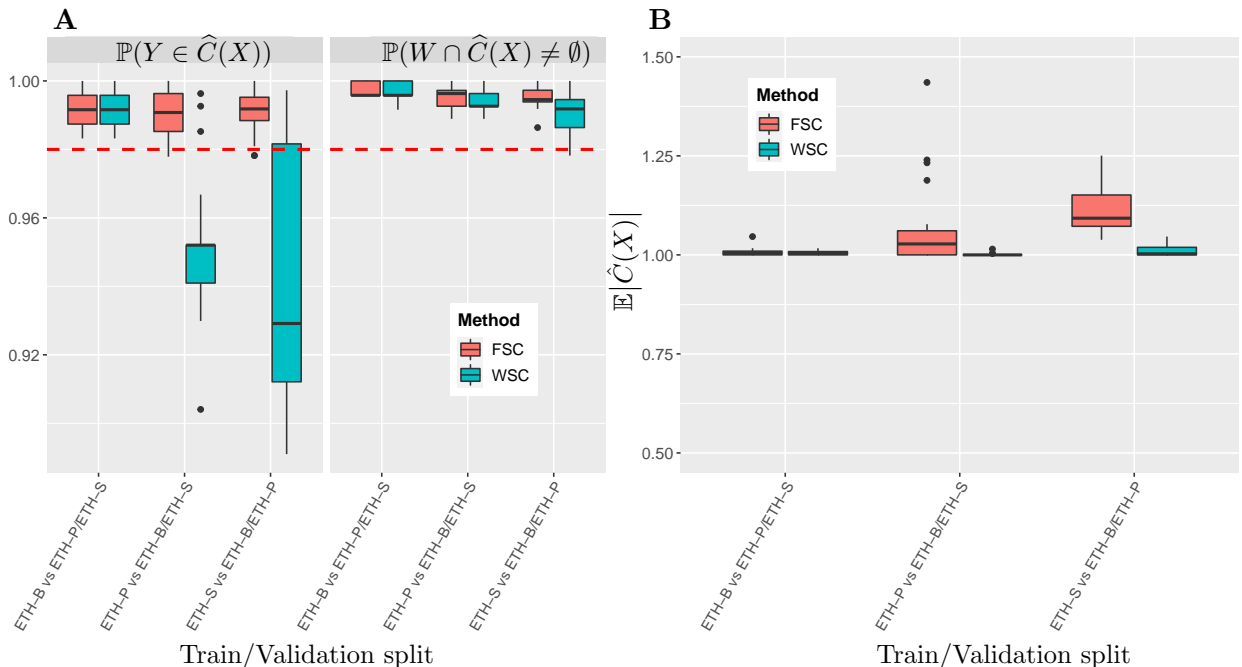 A
B
ℙ(Y ∈ Ĉ(X))
ℙ(W ∩ Ĉ(X) ≠ ∅)
1.00
0.96
0.92
Method
FSC
WSC
ETH–B vs ETH–P/ETH–S
ETH–P vs ETH–B/ETH–S
ETH–S vs ETH–B/ETH–P
ETH–B vs ETH–P/ETH–S
ETH–P vs ETH–B/ETH–S
ETH–S vs ETH–B/ETH–P
Train/Validation split
𝔼|Ĉ(X)|
1.50
1.25
1.00
0.75
0.50
Method
FSC
WSC
ETH–B vs ETH–P/ETH–S
ETH–P vs ETH–B/ETH–S
ETH–S vs ETH–B/ETH–P
Train/Validation split